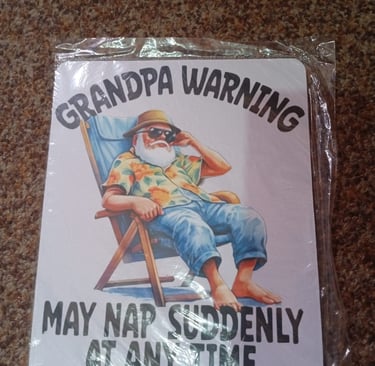 GRANDPA WARNING
MAY NAP SUDDENLY
AT ANY TIME